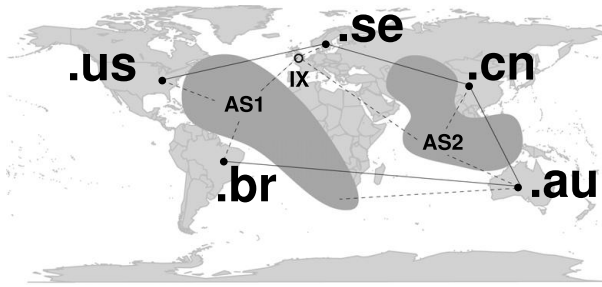 .se
.us
.cn
IX
AS1
AS2
.br
.au